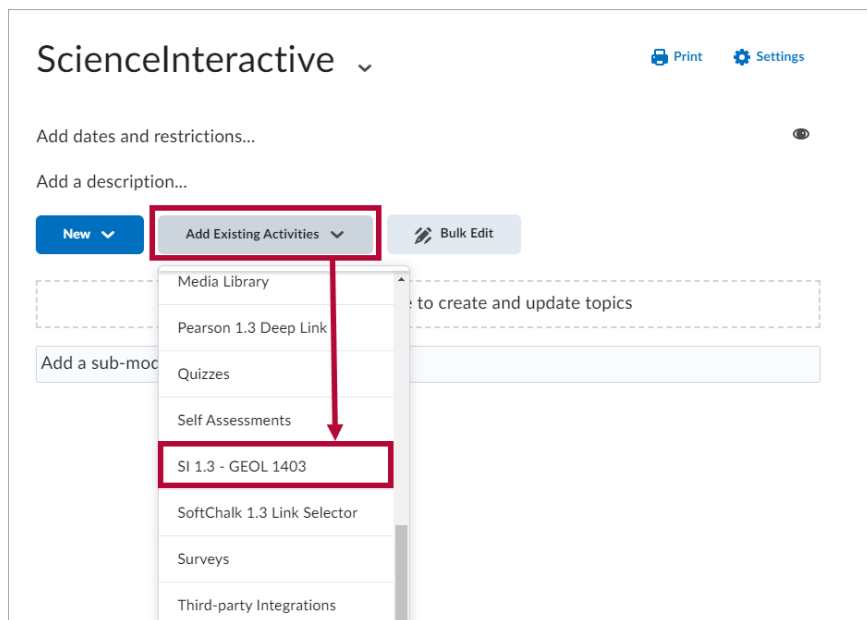 ScienceInteractive
Print
Settings
Add dates and restrictions...
Add a description...
New
Add Existing Activities
Bulk Edit
Media Library
to create and update topics
Pearson 1.3 Deep Link
Add a sub-mo
Quizzes
Self Assessments
SI 1.3 - GEOL 1403
SoftChalk 1.3 Link Selector
Surveys
Third-party Integrations